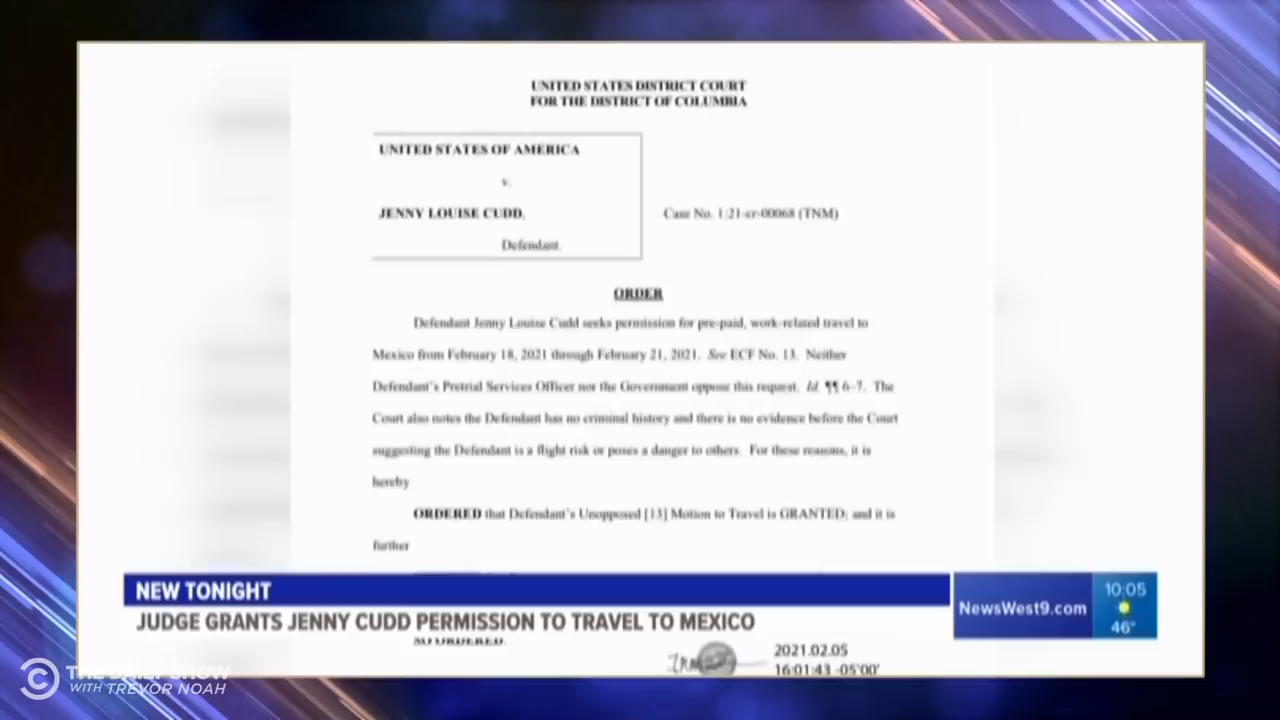 UNITED STATES DISTRICT COURT
FOR THE DISTRICT OF COLUMBIA
UNITED STATES OF AMERICA
v.
JENNY LOUISE CUDD,
Defendant.
Case No. 1:21-cr-00068 (TNM)
ORDER
Defendant Jenny Louise Cudd seeks permission for pre-paid, work-related travel to
Mexico from February 18, 2021 through February 21, 2021. See ECF No. 13. Neither
Defendant's Pretrial Services Officer nor the Government oppose this request. Id. ¶¶ 6-7. The
Court also notes the Defendant has no criminal history and there is no evidence before the Court
suggesting the Defendant is a flight risk or poses a danger to others. For these reasons, it is
hereby
ORDERED that Defendant's Unopposed [13] Motion to Travel is GRANTED; and it is
further
NEW TONIGHT
JUDGE GRANTS JENNY CUDD PERMISSION TO TRAVEL TO MEXICO
NewsWest9.com
10:05
46°
SO ORDERED.
2021.02.05
16:01:43 -05'00'
THE DAILY SHOW
WITH TREVOR NOAH